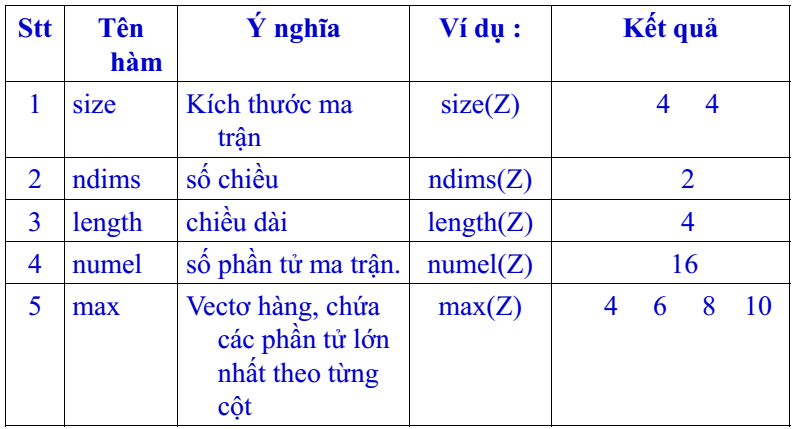 Stt Tên hàm Ý nghĩa Ví dụ : Kết quả
1 size Kích thước ma trận size(Z) 4 4
2 ndims số chiều ndims(Z) 2
3 length chiều dài length(Z) 4
4 numel số phần tử ma trận. numel(Z) 16
5 max Vectơ hàng, chứa các phần tử lớn nhất theo từng cột max(Z) 4 6 8 10